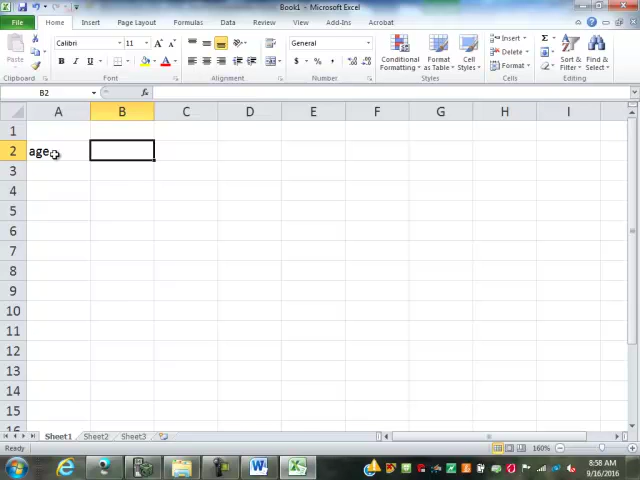 Book1 - Microsoft Excel
File Home Insert Page Layout Formulas Data Review View Add-Ins Acrobat
Calibri 11 General
Paste B I U A $ % , Conditional Formatting Format as Table Cell Styles Insert Delete Format Σ Sort & Filter Find & Select
Clipboard Font Alignment Number Styles Cells Editing
B2 fx
A B C D E F G H I
1
2 age
3
4
5
6
7
8
9
10
11
12
13
14
15
16
Sheet1 Sheet2 Sheet3
Ready 160%
8:58 AM
9/16/2016